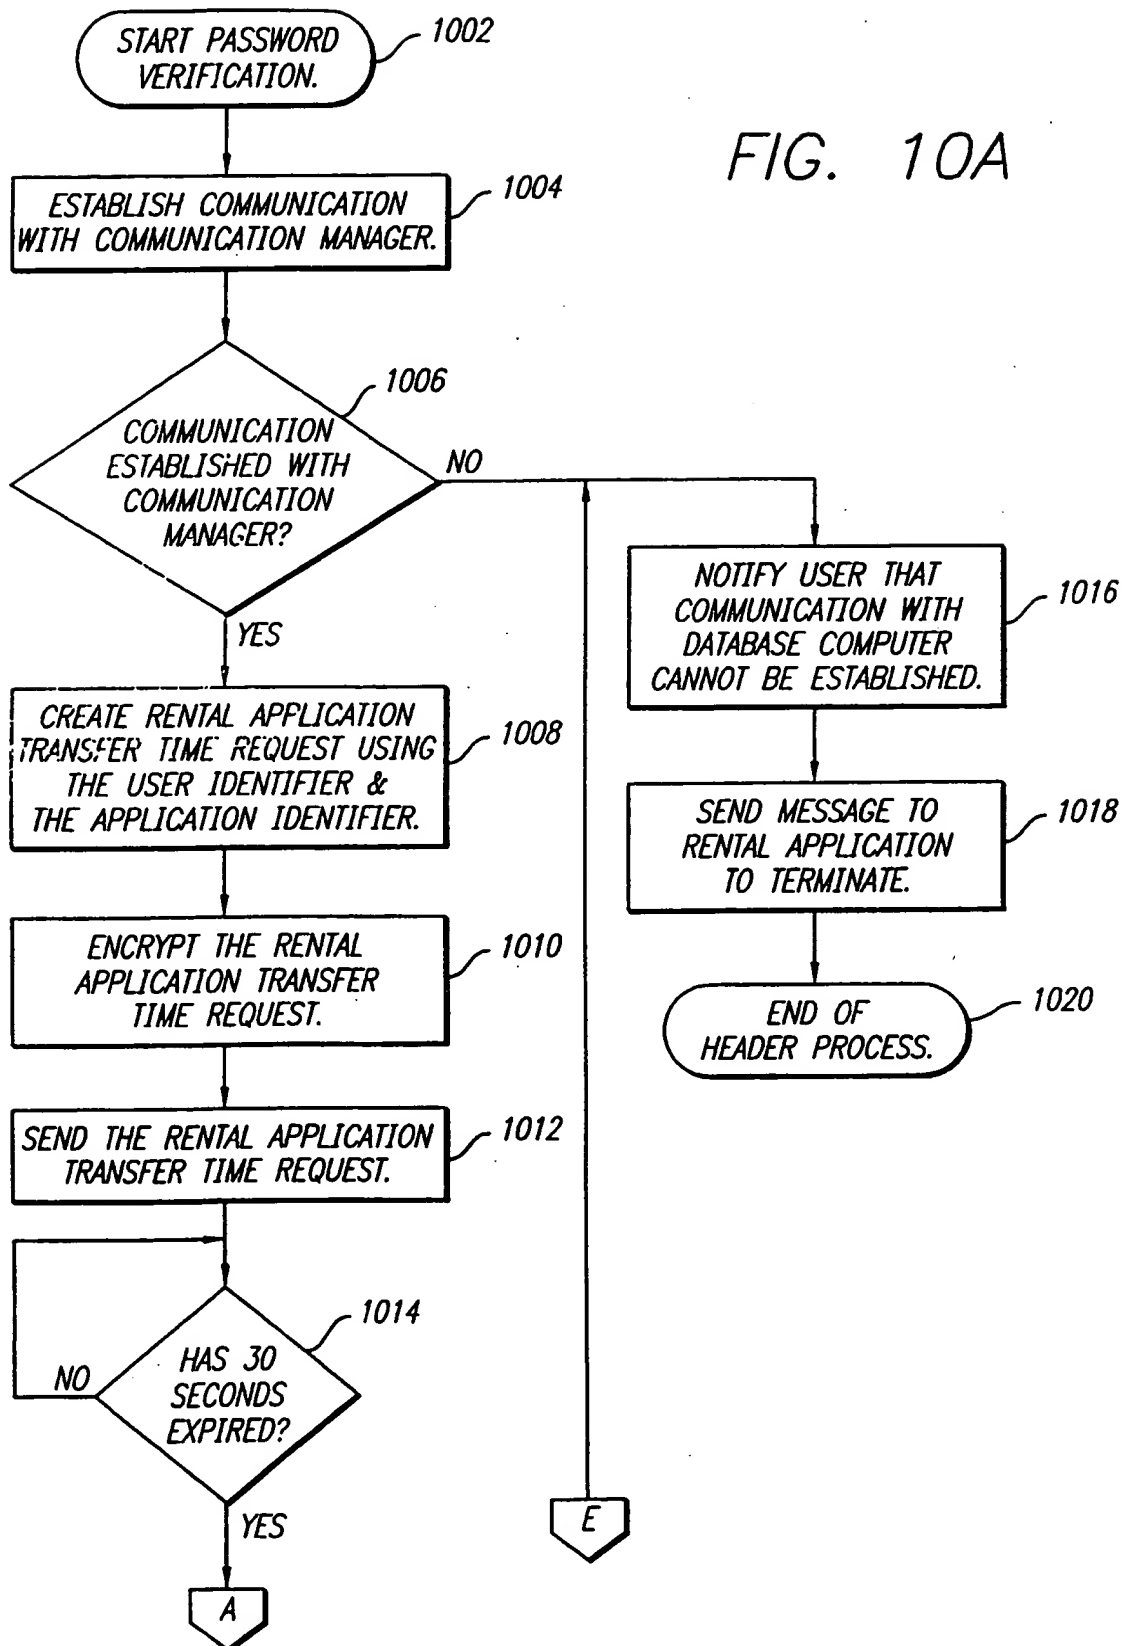 START PASSWORD
VERIFICATION.
1002
FIG. 10A
ESTABLISH COMMUNICATION
WITH COMMUNICATION MANAGER.
1004
COMMUNICATION
ESTABLISHED WITH
COMMUNICATION
MANAGER?
1006
NO
YES
CREATE RENTAL APPLICATION
TRANSFER TIME REQUEST USING
THE USER IDENTIFIER &
THE APPLICATION IDENTIFIER.
1008
ENCRYPT THE RENTAL
APPLICATION TRANSFER
TIME REQUEST.
1010
SEND THE RENTAL APPLICATION
TRANSFER TIME REQUEST.
1012
HAS 30
SECONDS
EXPIRED?
1014
NO
YES
A
NOTIFY USER THAT
COMMUNICATION WITH
DATABASE COMPUTER
CANNOT BE ESTABLISHED.
1016
SEND MESSAGE TO
RENTAL APPLICATION
TO TERMINATE.
1018
END OF
HEADER PROCESS.
1020
E